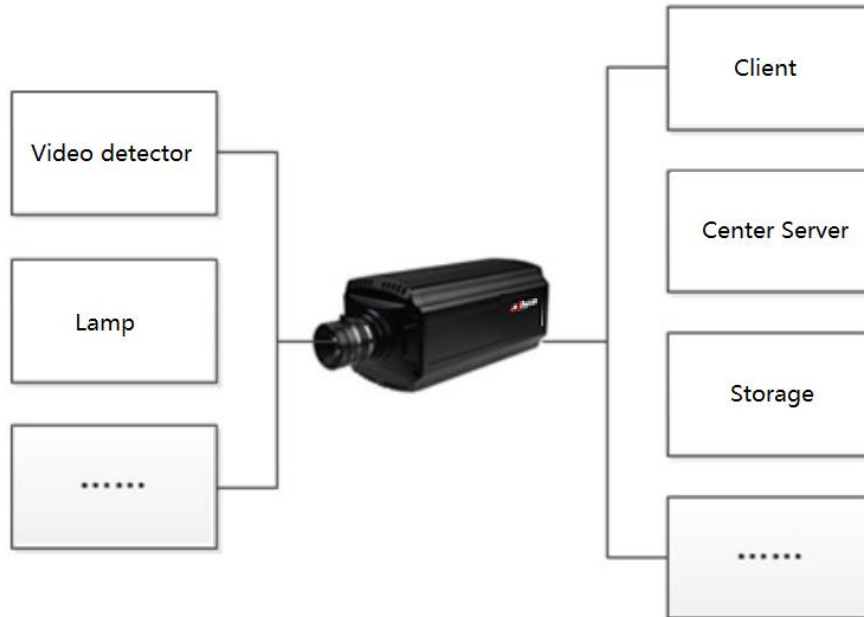 Client
Video detector
Center Server
Lamp
Storage
……
……